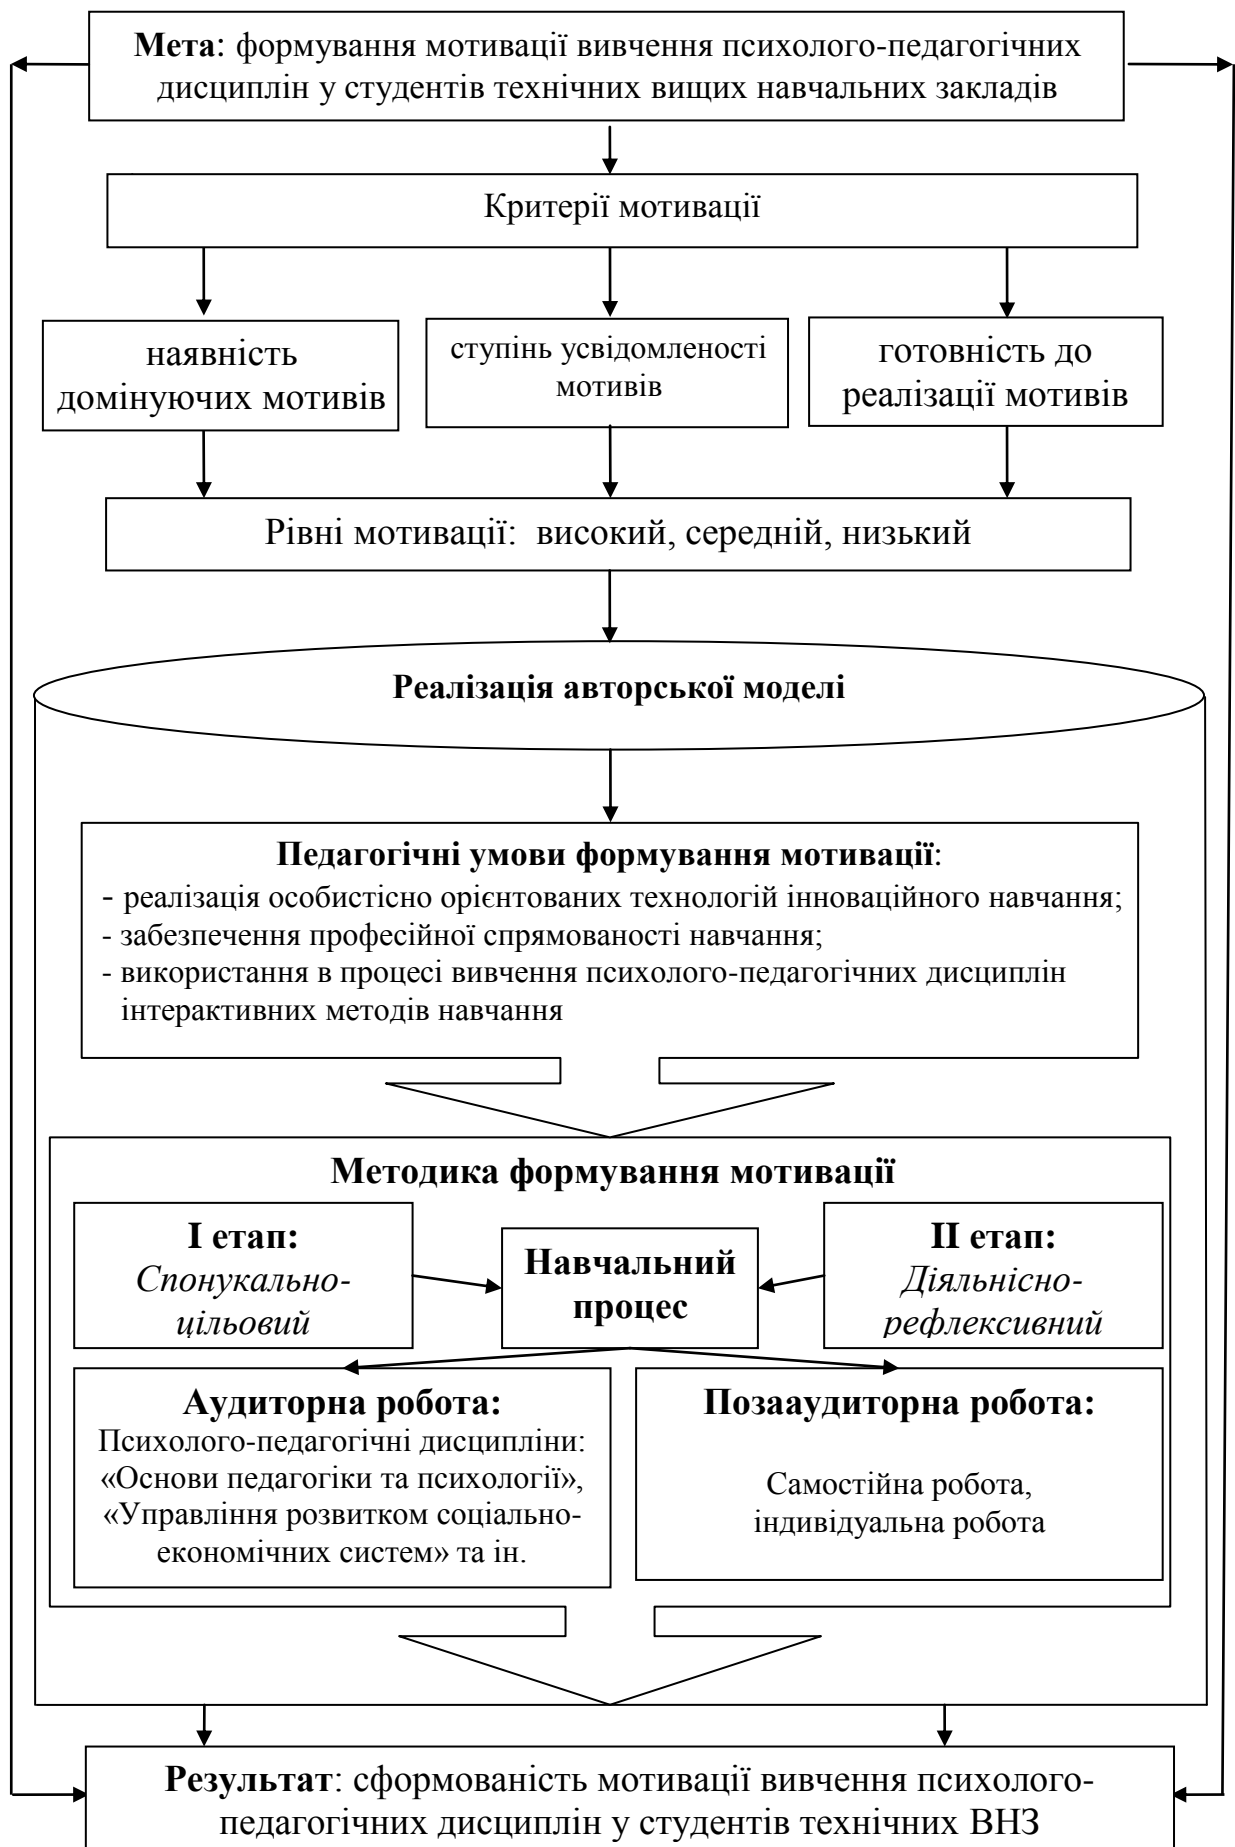 Мета: формування мотивації вивчення психолого-педагогічних
дисциплін у студентів технічних вищих навчальних закладів
Критерії мотивації
наявність
домінуючих мотивів
ступінь усвідомленості
мотивів
готовність до
реалізації мотивів
Рівні мотивації: високий, середній, низький
Реалізація авторської моделі
Педагогічні умови формування мотивації:
- реалізація особистісно орієнтованих технологій інноваційного навчання;
- забезпечення професійної спрямованості навчання;
- використання в процесі вивчення психолого-педагогічних дисциплін
інтерактивних методів навчання
Методика формування мотивації
І етап:
Спонукально-
цільовий
Навчальний
процес
ІІ етап:
Діяльнісно-
рефлексивний
Аудиторна робота:
Психолого-педагогічні дисципліни:
«Основи педагогіки та психології»,
«Управління розвитком соціально-
економічних систем» та ін.
Позааудиторна робота:
Самостійна робота,
індивідуальна робота
Результат: сформованість мотивації вивчення психолого-
педагогічних дисциплін у студентів технічних ВНЗ